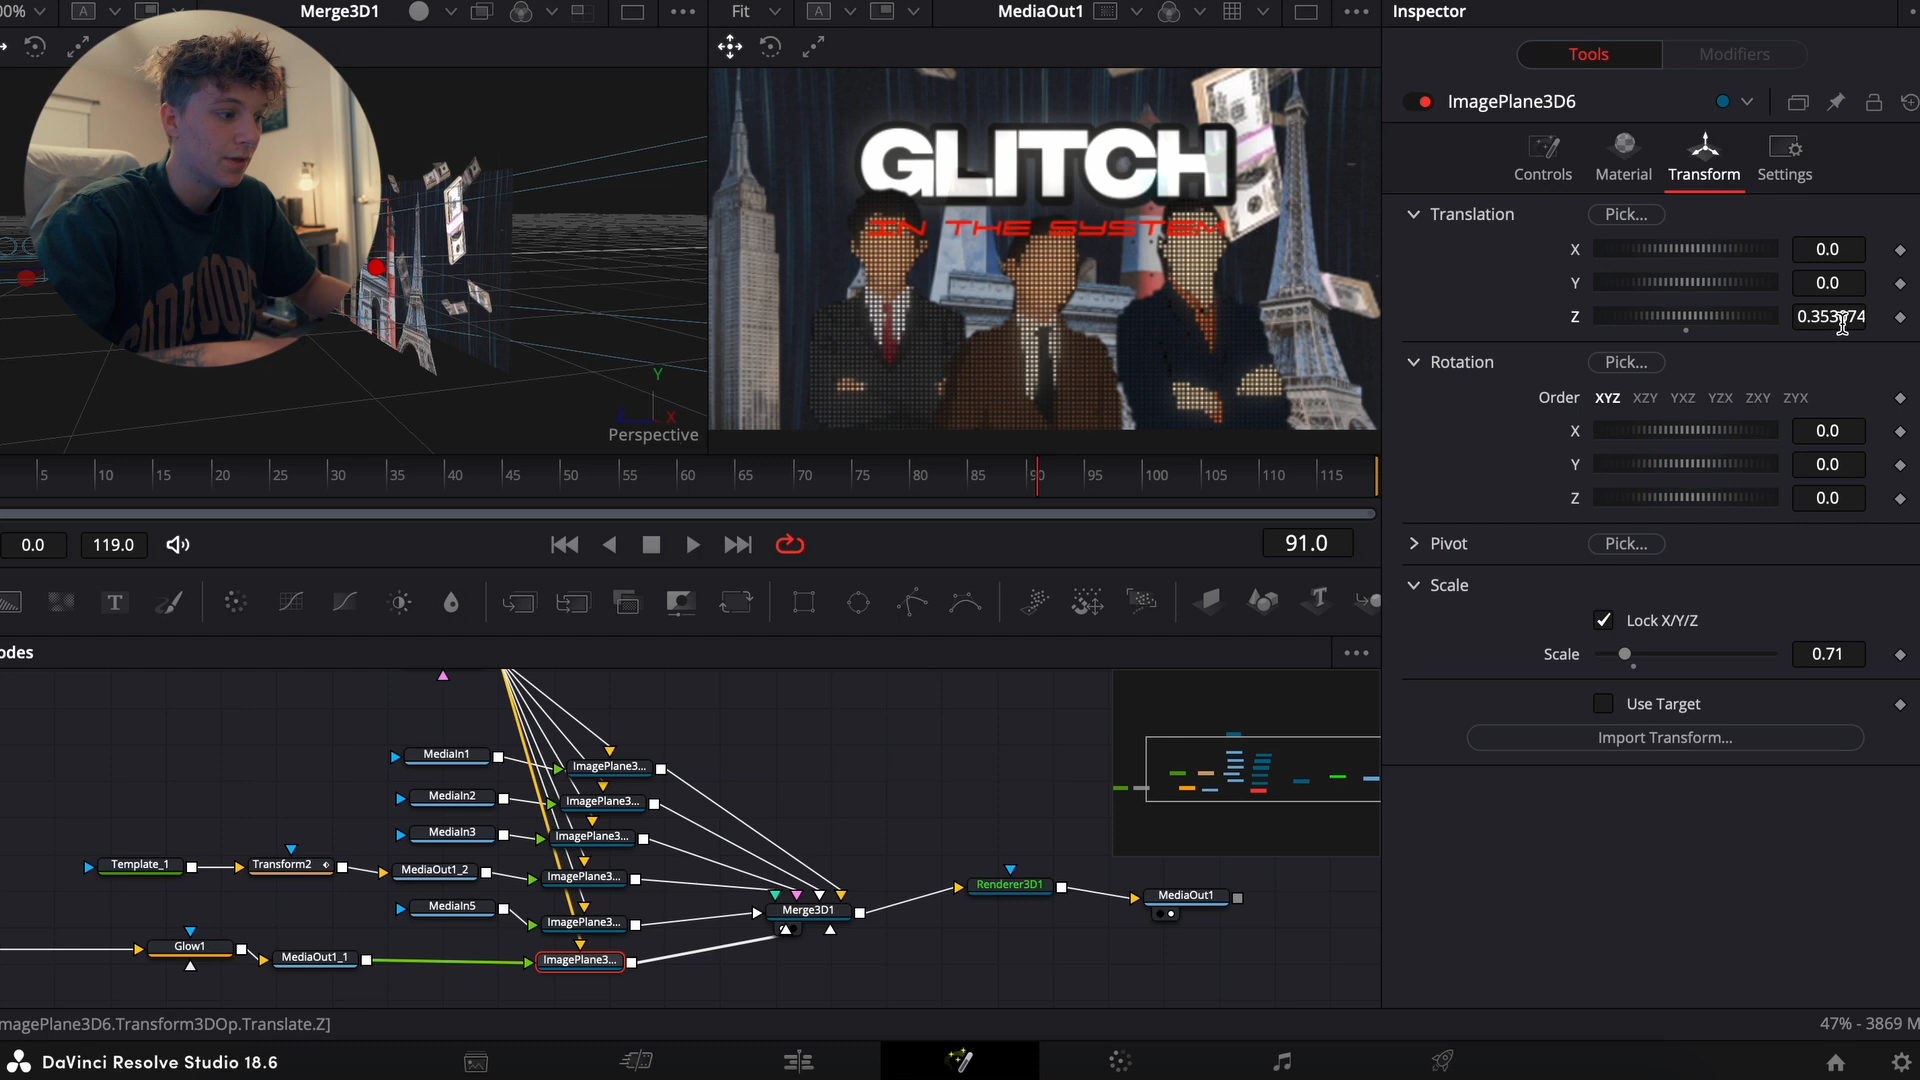 0%
A
Merge3D1
Fit
A
MediaOut1
Inspector
Tools
Modifiers
ImagePlane3D6
Controls
Material
Transform
Settings
Translation
Pick...
X
0.0
Y
0.0
Z
Rotation
Pick...
Order
XYZ
XZY
YXZ
YZX
ZXY
ZYX
X
0.0
Y
0.0
Z
0.0
Pivot
Pick...
Scale
Lock X/Y/Z
Scale
0.71
Use Target
Import Transform...
GLITCH
IN THE SYSTEM
Y
Z
X
Perspective
5
10
15
20
25
30
35
40
45
50
55
60
65
70
75
80
85
90
95
100
105
110
115
0.0
119.0
91.0
T
T
odes
MediaIn1
ImagePlane3...
MediaIn2
ImagePlane3...
MediaIn3
ImagePlane3...
Template_1
Transform2
MediaOut1_2
ImagePlane3...
MediaIn5
ImagePlane3...
Glow1
MediaOut1_1
ImagePlane3...
Merge3D1
Renderer3D1
MediaOut1
magePlane3D6.Transform3DOp.Translate.Z]
47% - 3869 M
DaVinci Resolve Studio 18.6